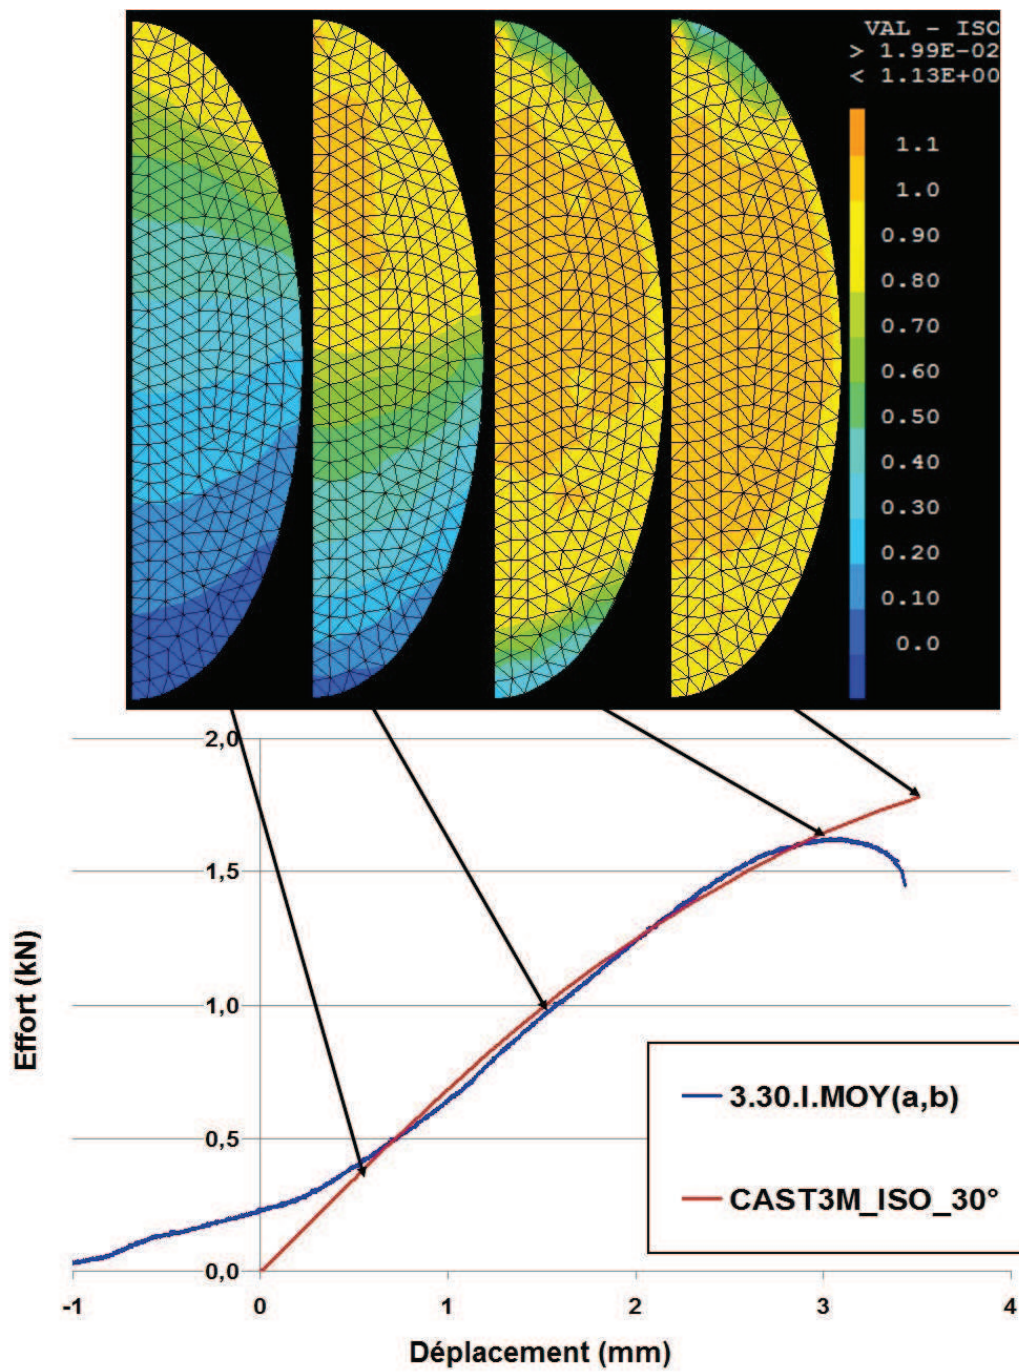 VAL - ISO
> 1.99E-02
< 1.13E+00
1.1
1.0
0.90
0.80
0.70
0.60
0.50
0.40
0.30
0.20
0.10
0.0
2,0
1,5
1,0
0,5
0,0
Effort (kN)
3.30.I.MOY(a,b)
CAST3M_ISO_30°
-1 0 1 2 3 4
Déplacement (mm)